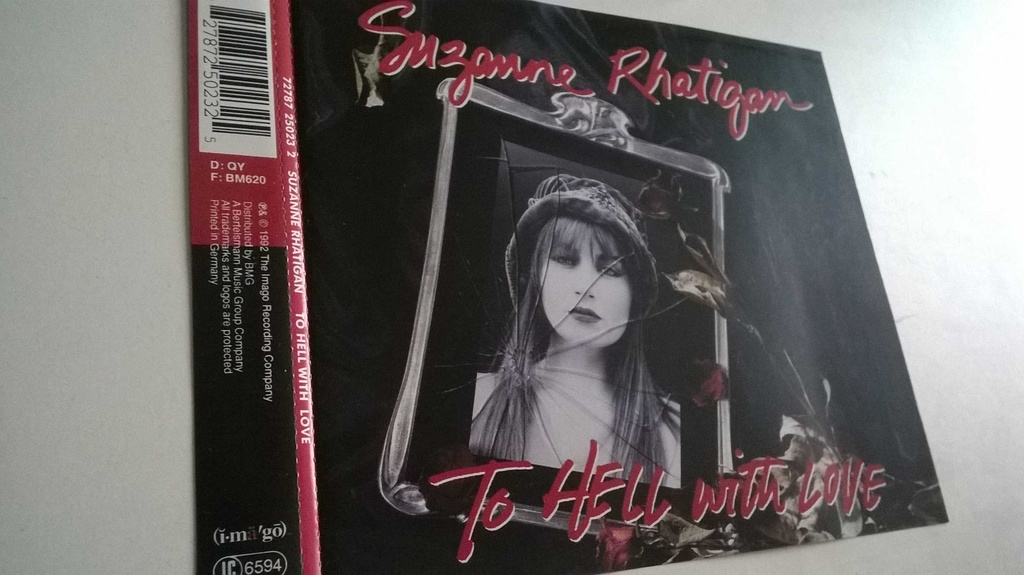 Suzanne Rhatigan
To HELL with LOVE
72787 25023 2 - SUZANNE RHATIGAN TO HELL WITH LOVE
27872 50232 5
D: QY
F: BM620
℗ & © 1992 The Imago Recording Company
Distributed by BMG
A Bertelsmann Music Group Company
All trademarks and logos are protected
Printed in Germany
(ĭ·mä′gō)
LC 6594